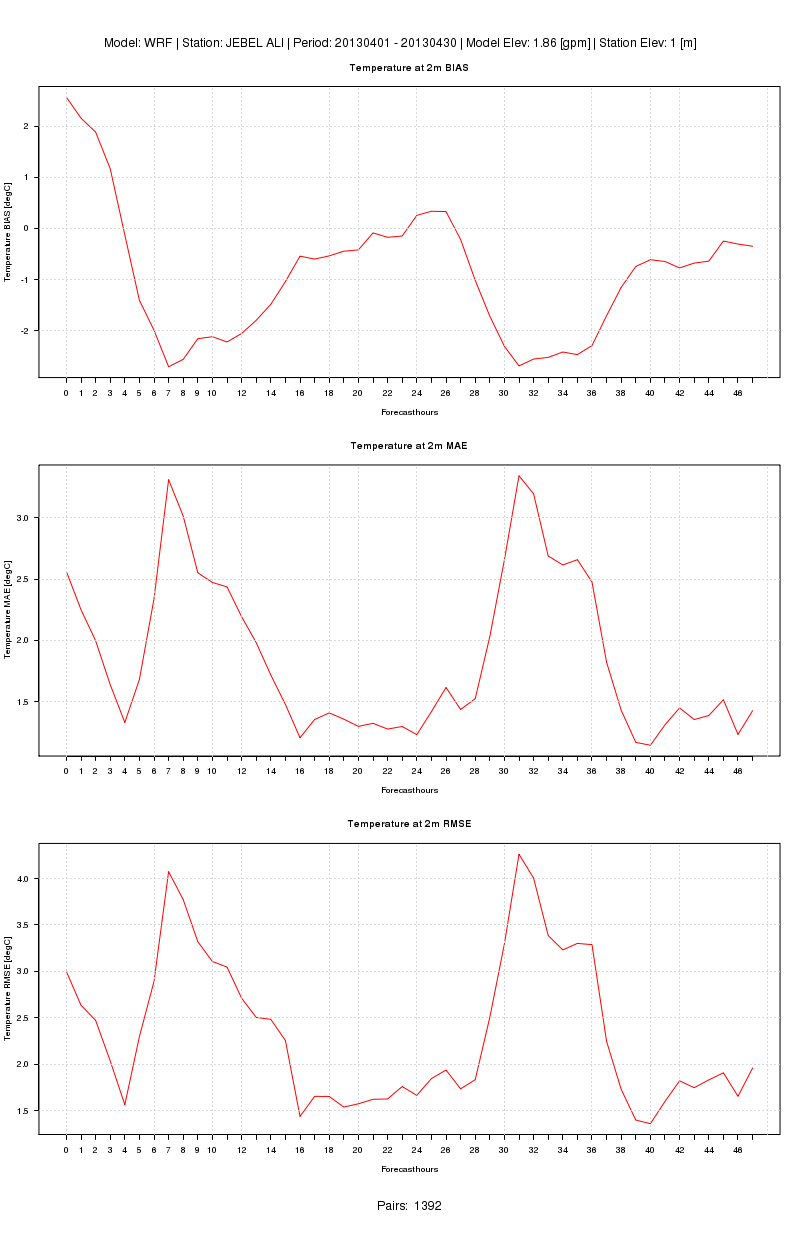 Model: WRF | Station: JEBEL ALI | Period: 20130401 - 20130430 | Model Elev: 1.86 [gpm] | Station Elev: 1 [m]
Temperature at 2m BIAS
Temperature BIAS [degC]
2
1
0
-1
-2
0 1 2 3 4 5 6 7 8 9 10 12 14 16 18 20 22 24 26 28 30 32 34 36 38 40 42 44 46
Forecasthours
Temperature at 2m MAE
Temperature MAE [degC]
3.0
2.5
2.0
1.5
0 1 2 3 4 5 6 7 8 9 10 12 14 16 18 20 22 24 26 28 30 32 34 36 38 40 42 44 46
Forecasthours
Temperature at 2m RMSE
Temperature RMSE [degC]
4.0
3.5
3.0
2.5
2.0
1.5
0 1 2 3 4 5 6 7 8 9 10 12 14 16 18 20 22 24 26 28 30 32 34 36 38 40 42 44 46
Forecasthours
Pairs: 1392